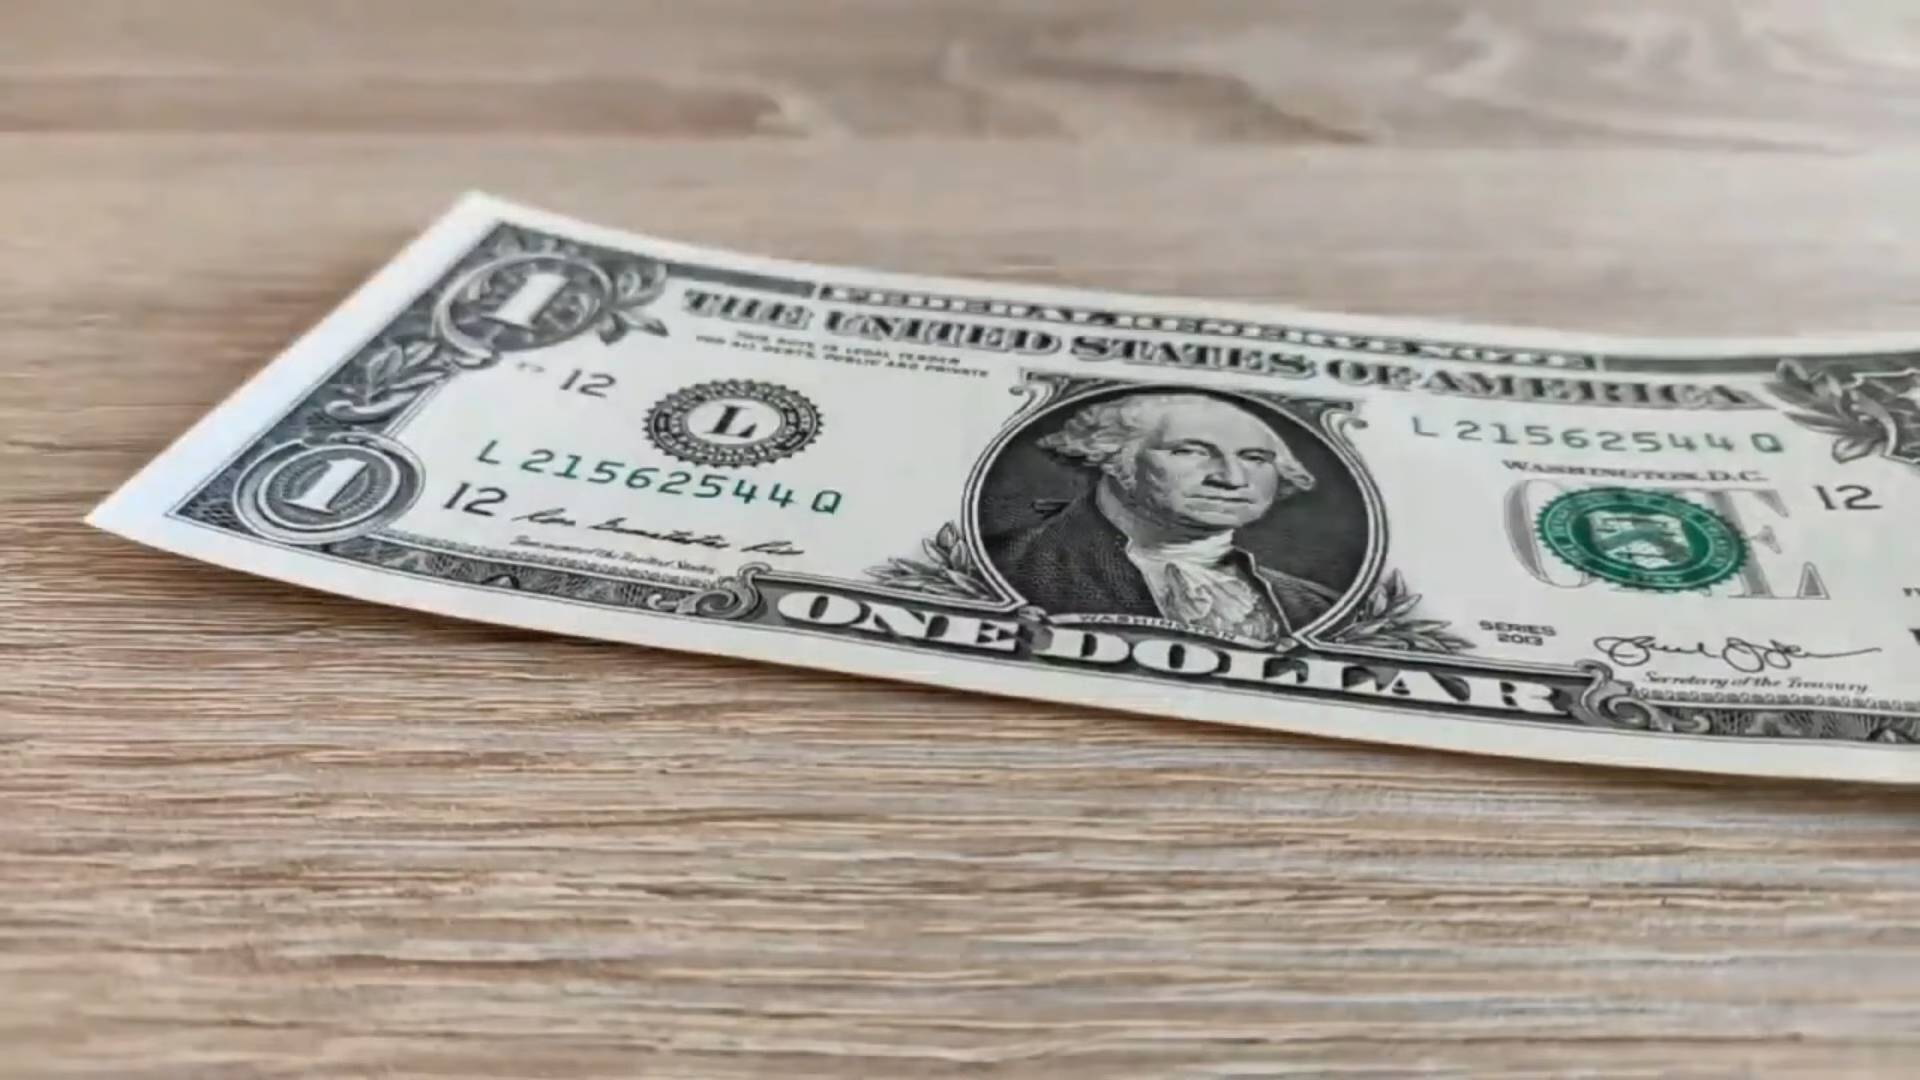 FEDERAL RESERVE NOTE
THE UNITED STATES OF AMERICA
THIS NOTE IS LEGAL TENDER
FOR ALL DEBTS, PUBLIC AND PRIVATE
1
12
L
L 21562544 Q
L 21562544 Q
WASHINGTON, D.C.
12
1
12
WASHINGTON
SERIES
2013
Secretary of the Treasury
ONE DOLLAR